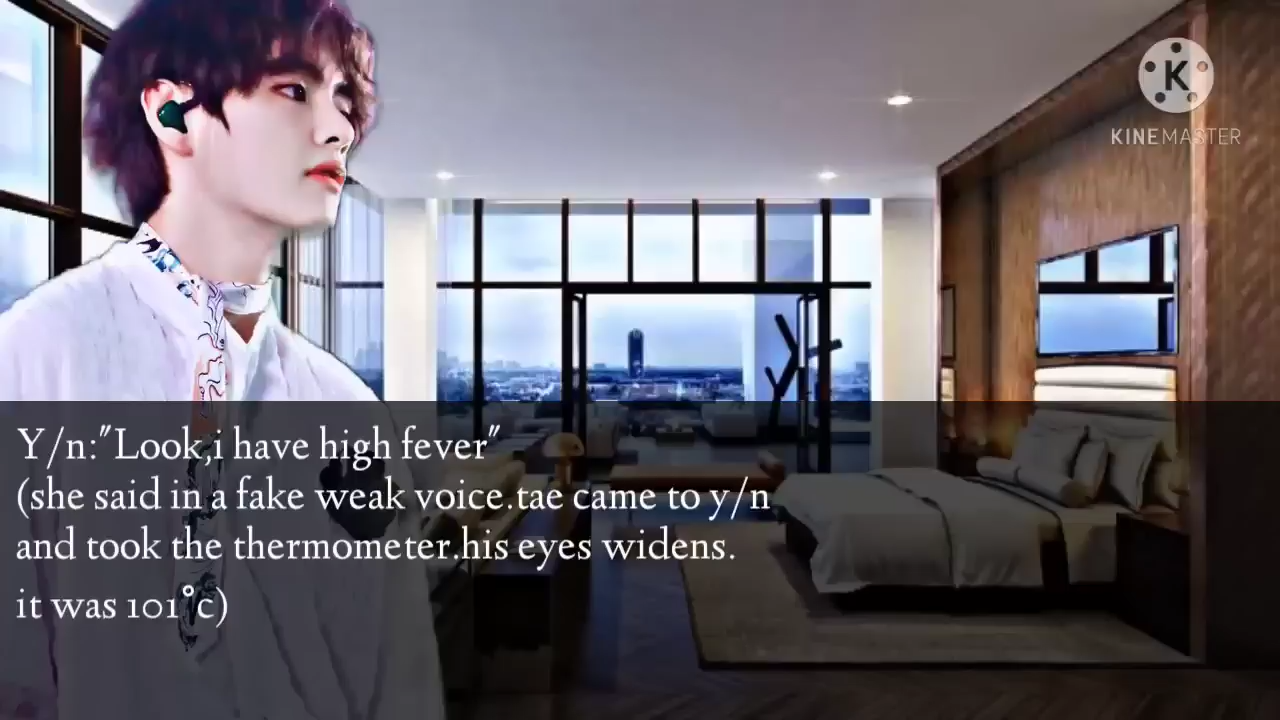 K
KINEMASTER
Y/n:"Look,i have high fever"
(she said in a fake weak voice.tae came to y/n
and took the thermometer.his eyes widens.
it was 101°c)